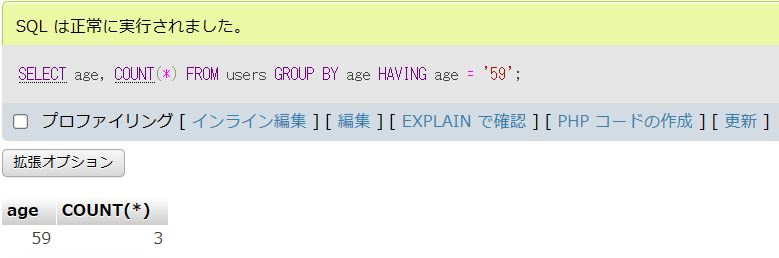 SQL は正常に実行されました。
SELECT age, COUNT(*) FROM users GROUP BY age HAVING age = '59';
プロファイリング [ インライン編集 ] [ 編集 ] [ EXPLAIN で確認 ] [ PHP コードの作成 ] [ 更新 ]
拡張オプション
age COUNT(*)
59 3